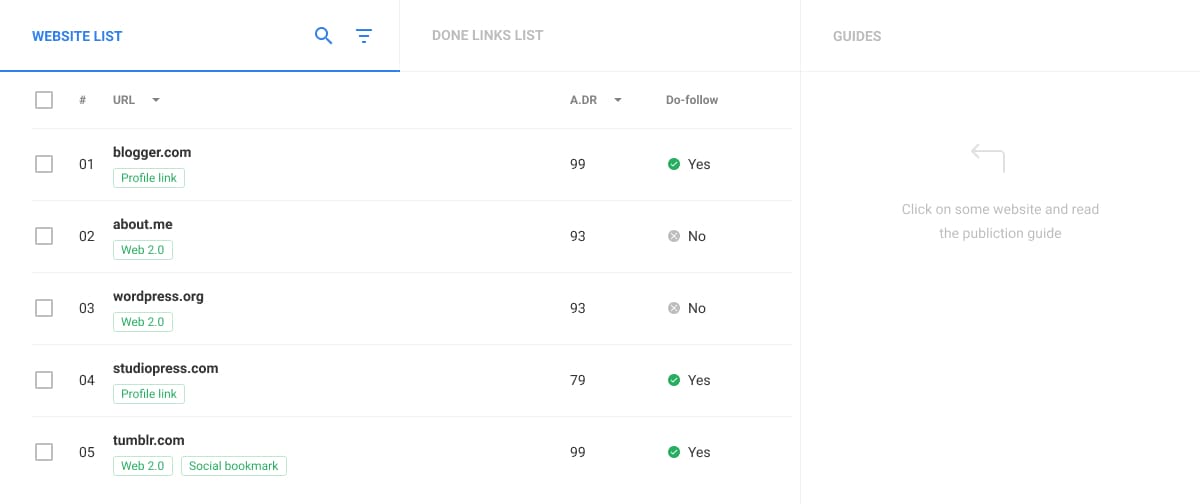 WEBSITE LIST
DONE LINKS LIST
GUIDES
# URL A.DR Do-follow
01 blogger.com 99 Yes
Profile link
02 about.me 93 No
Web 2.0
03 wordpress.org 93 No
Web 2.0
04 studiopress.com 79 Yes
Profile link
05 tumblr.com 99 Yes
Web 2.0 Social bookmark
Click on some website and read
the publiction guide